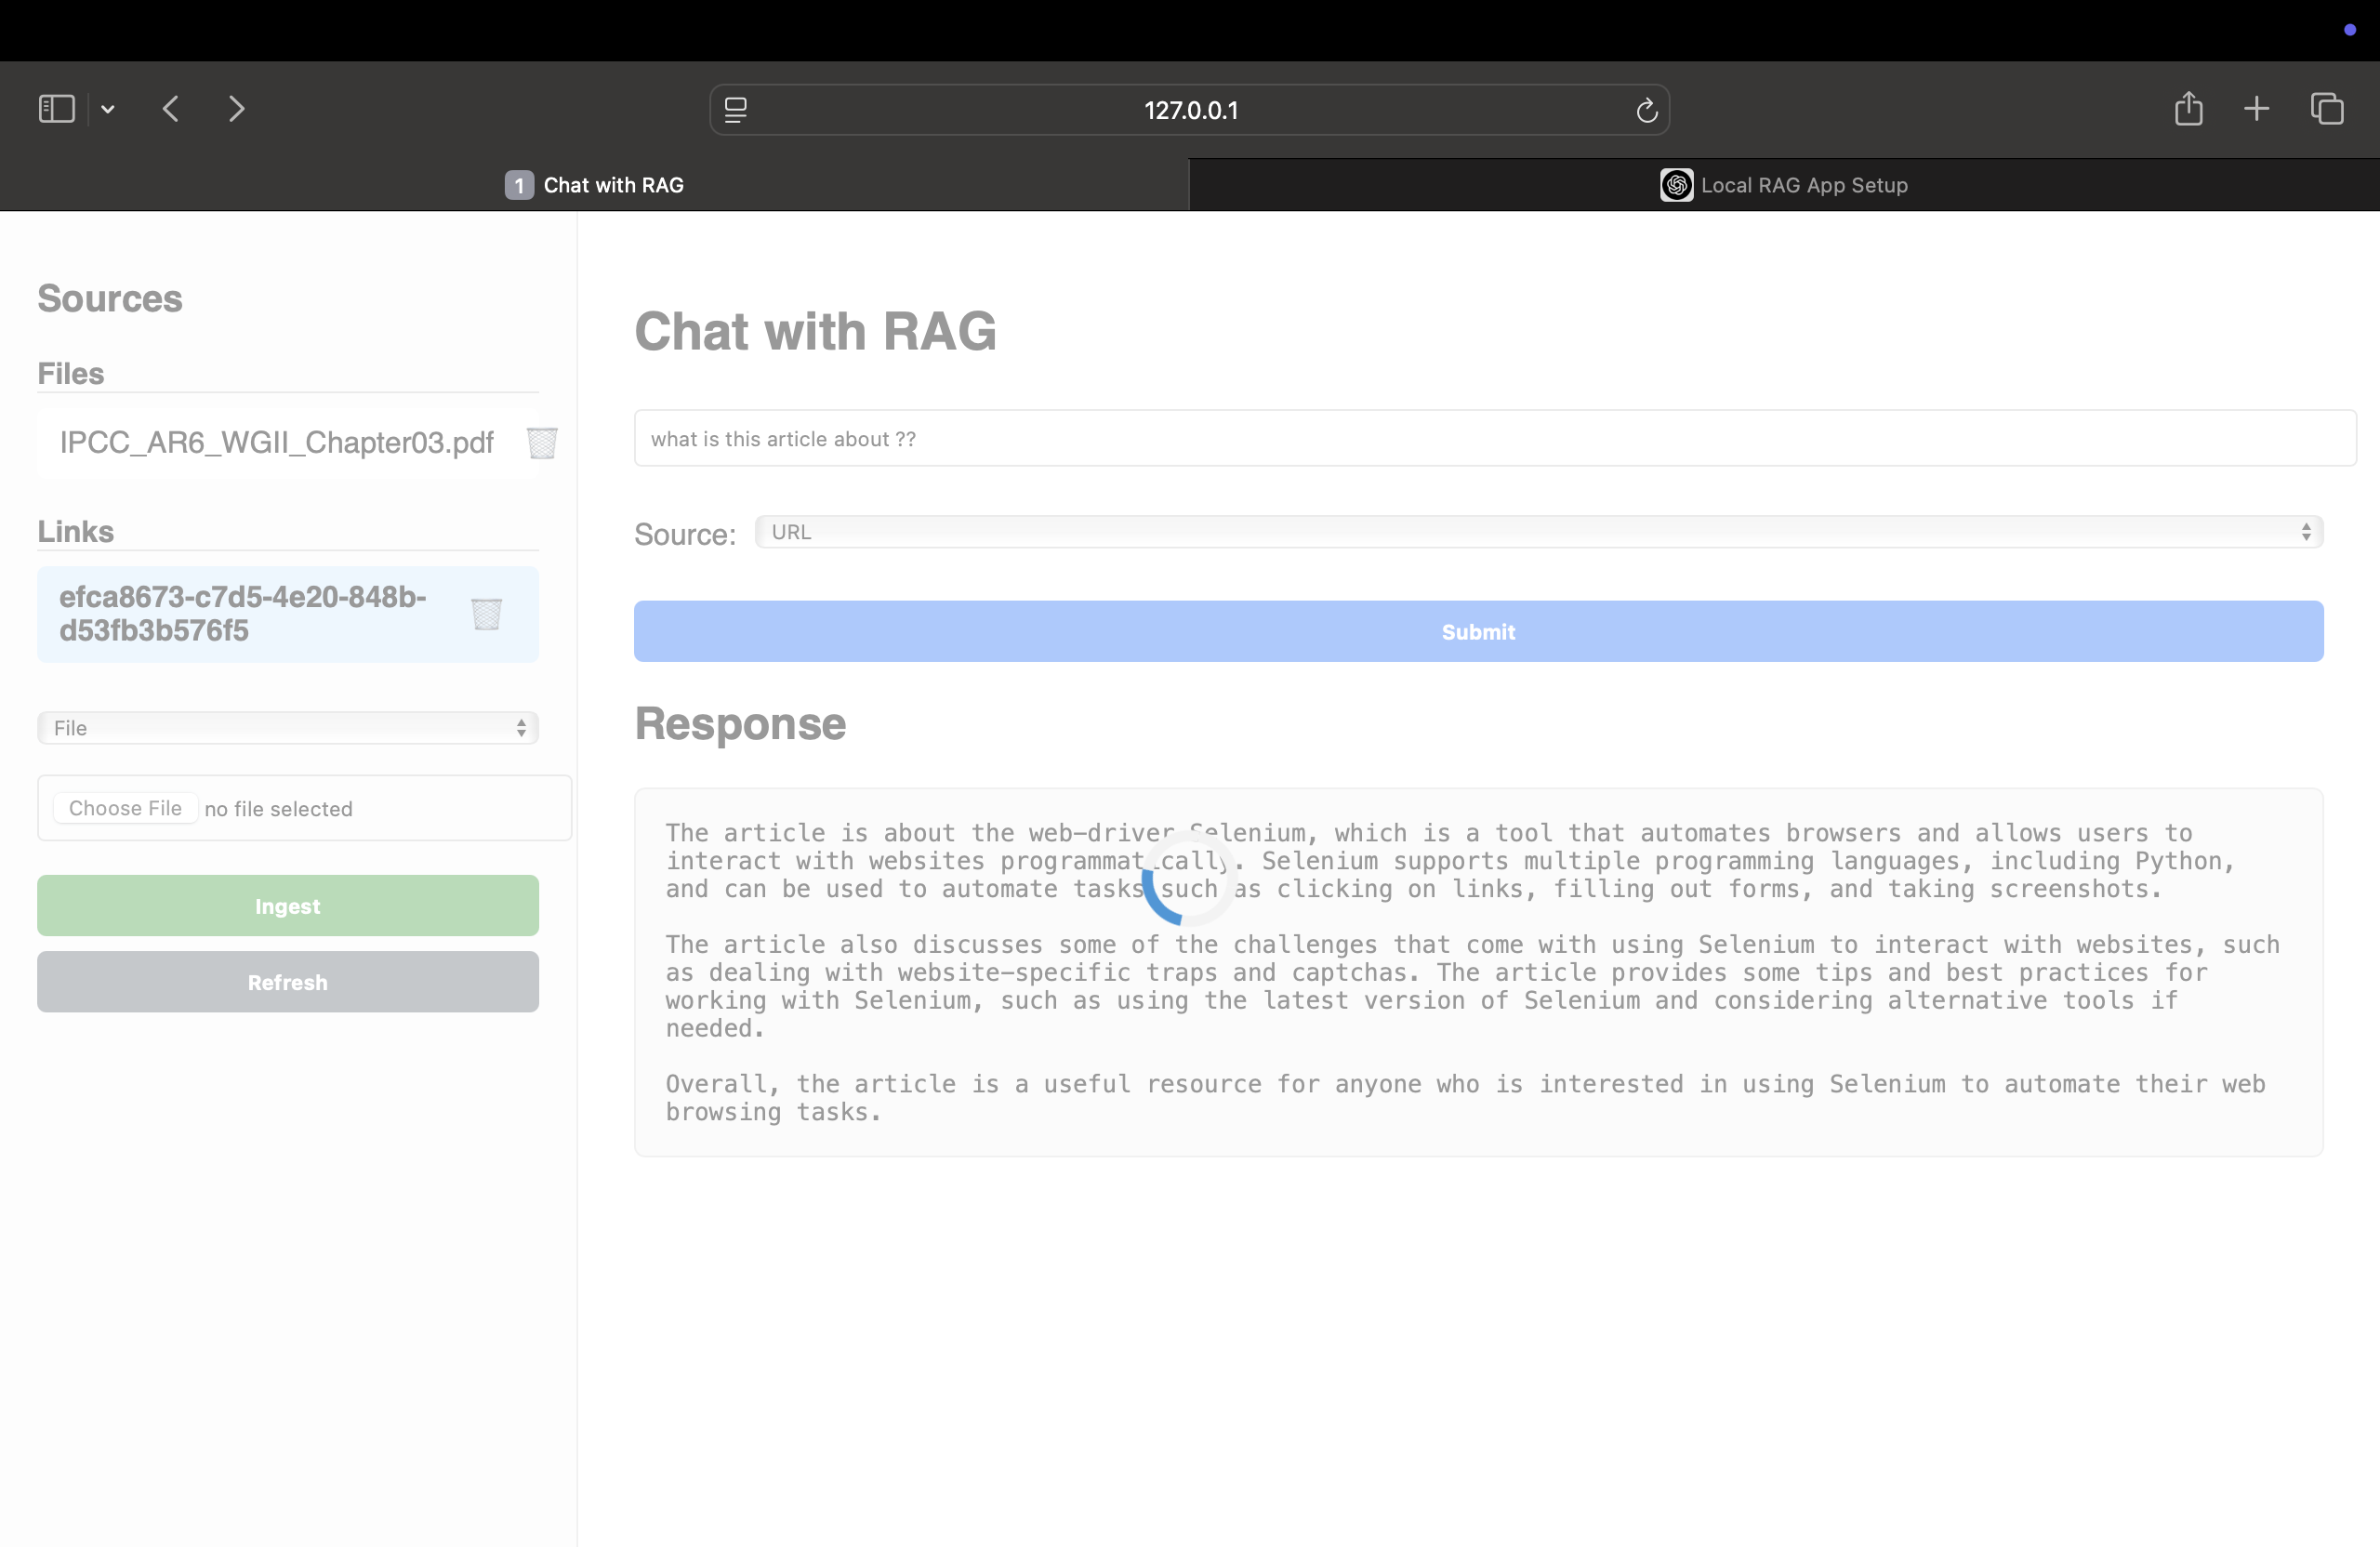 127.0.0.1
1 Chat with RAG
Local RAG App Setup
Sources
Files
IPCC_AR6_WGII_Chapter03.pdf
Links
efca8673-c7d5-4e20-848b-
d53fb3b576f5
File
Choose File no file selected
Ingest
Refresh
Chat with RAG
what is this article about ??
Source: URL
Submit
Response
The article is about the web-driver Selenium, which is a tool that automates browsers and allows users to
interact with websites programmatically. Selenium supports multiple programming languages, including Python,
and can be used to automate tasks such as clicking on links, filling out forms, and taking screenshots.
The article also discusses some of the challenges that come with using Selenium to interact with websites, such
as dealing with website-specific traps and captchas. The article provides some tips and best practices for
working with Selenium, such as using the latest version of Selenium and considering alternative tools if
needed.
Overall, the article is a useful resource for anyone who is interested in using Selenium to automate their web
browsing tasks.